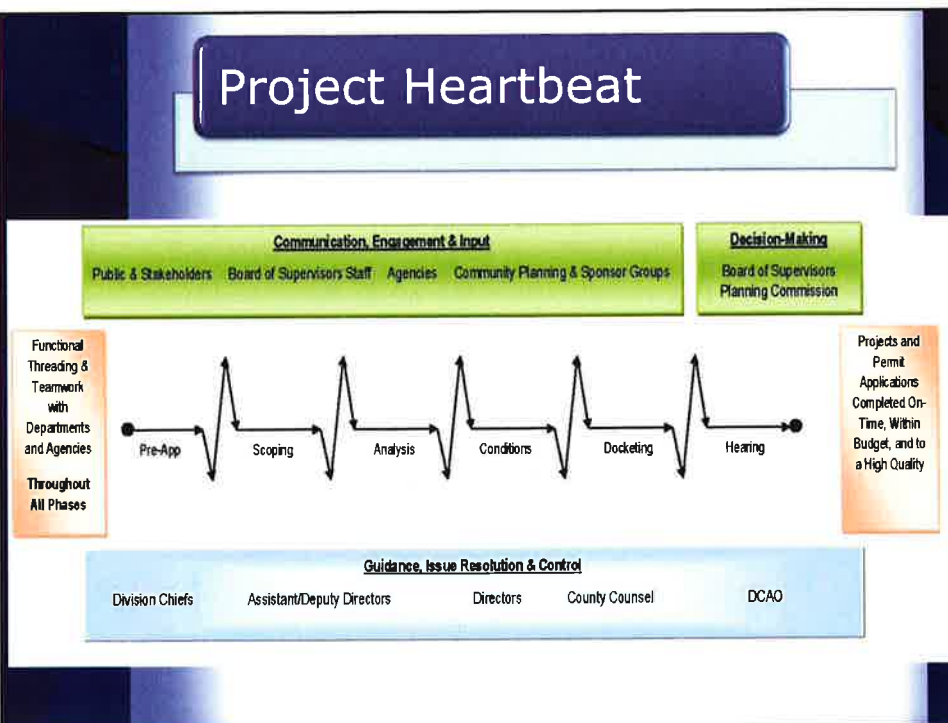 Project Heartbeat
Communication, Engagement & Input
Public & Stakeholders Board of Supervisors Staff Agencies Community Planning & Sponsor Groups
Decision-Making
Board of Supervisors
Planning Commission
Functional
Threading &
Teamwork
with
Departments
and Agencies
Throughout
All Phases
Pre-App Scoping Analysis Conditions Docketing Hearing
Projects and
Permit
Applications
Completed On-
Time, Within
Budget, and to
a High Quality
Guidance, Issue Resolution & Control
Division Chiefs Assistant/Deputy Directors Directors County Counsel DCAO